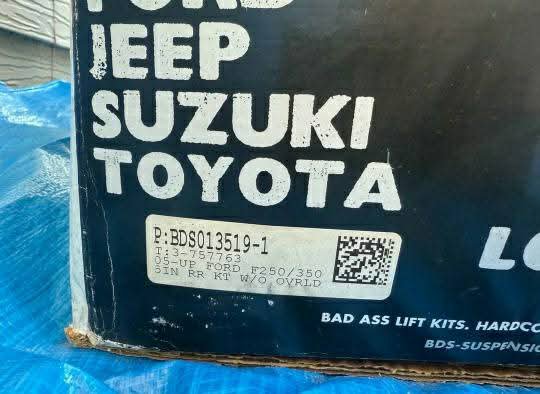 FORD
JEEP
SUZUKI
TOYOTA
P:BDS013519-1
T:3-757763
05-UP FORD F250/350
5IN RR KT W/O OVRLD
BAD ASS LIFT KITS.